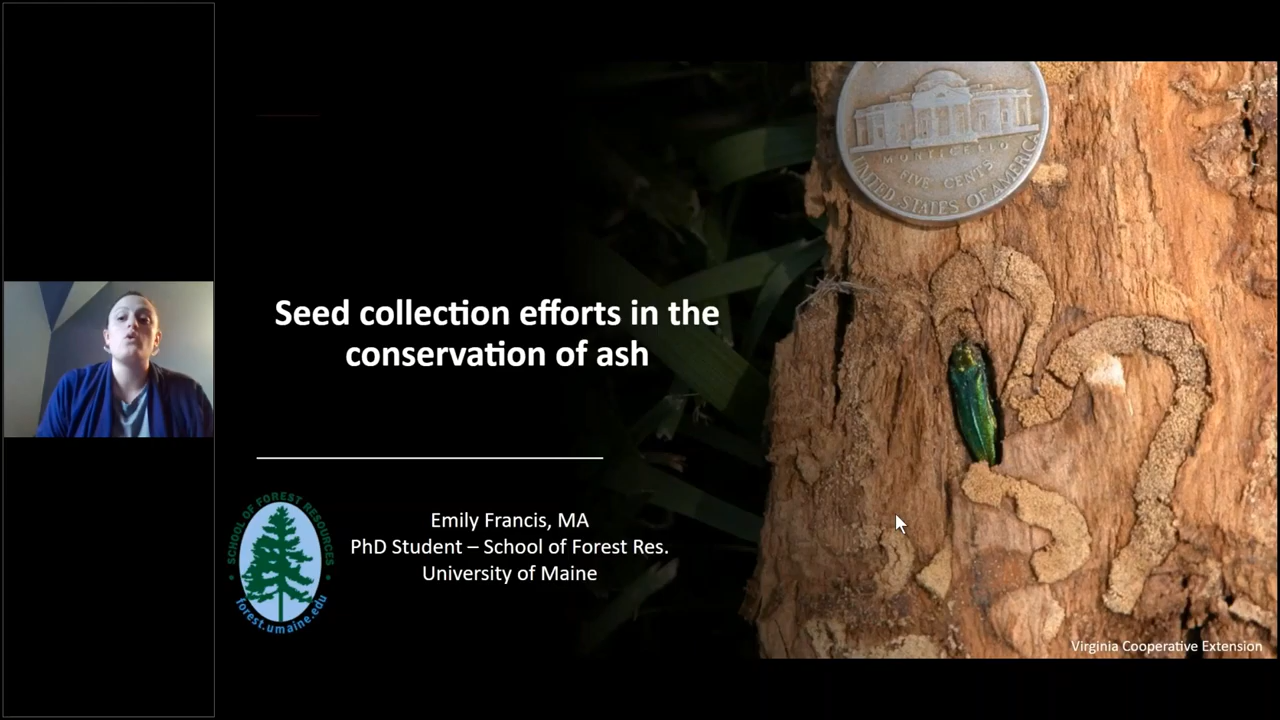 Seed collection efforts in the
conservation of ash
Emily Francis, MA
PhD Student – School of Forest Res.
University of Maine
SCHOOL OF FOREST RESOURCES
forest.umaine.edu
MONTICELLO
FIVE CENTS
UNITED STATES OF AMERICA
Virginia Cooperative Extension